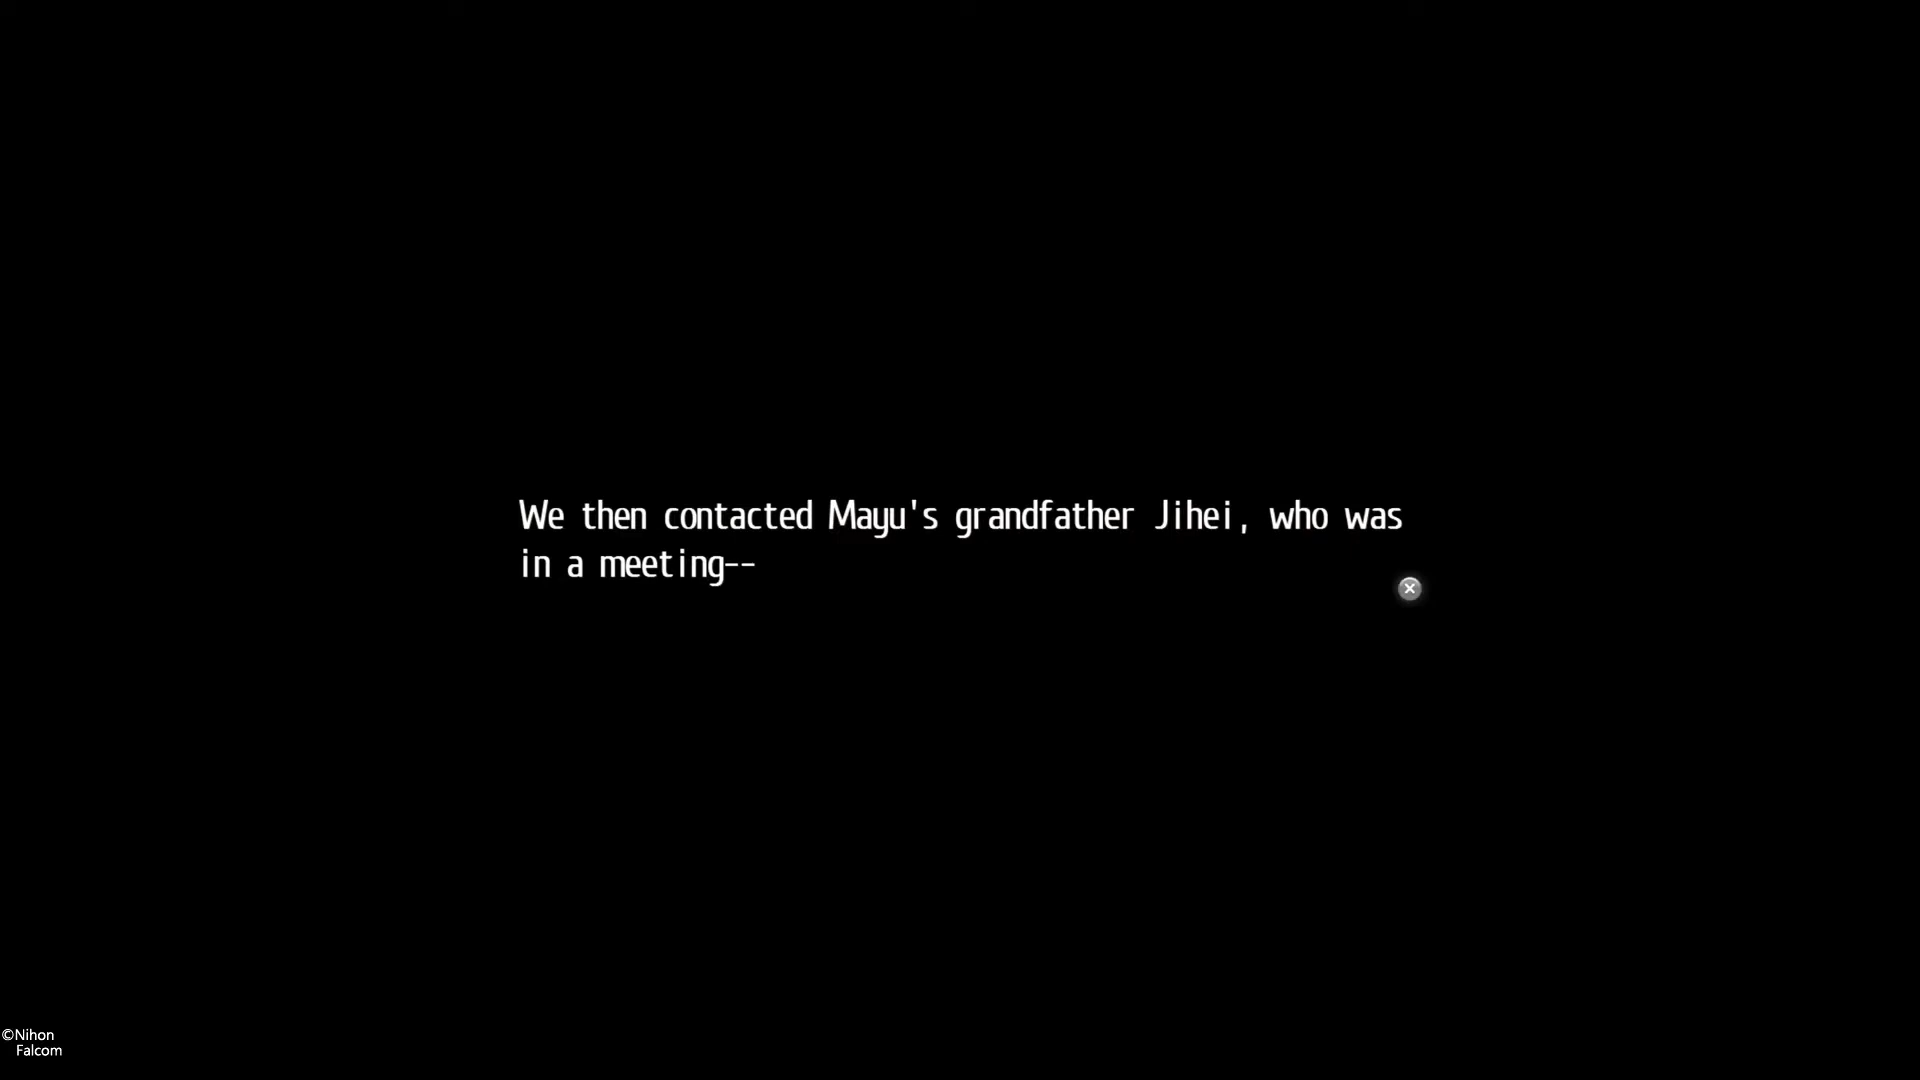 We then contacted Mayu's grandfather Jihei, who was
in a meeting--
©Nihon
Falcom